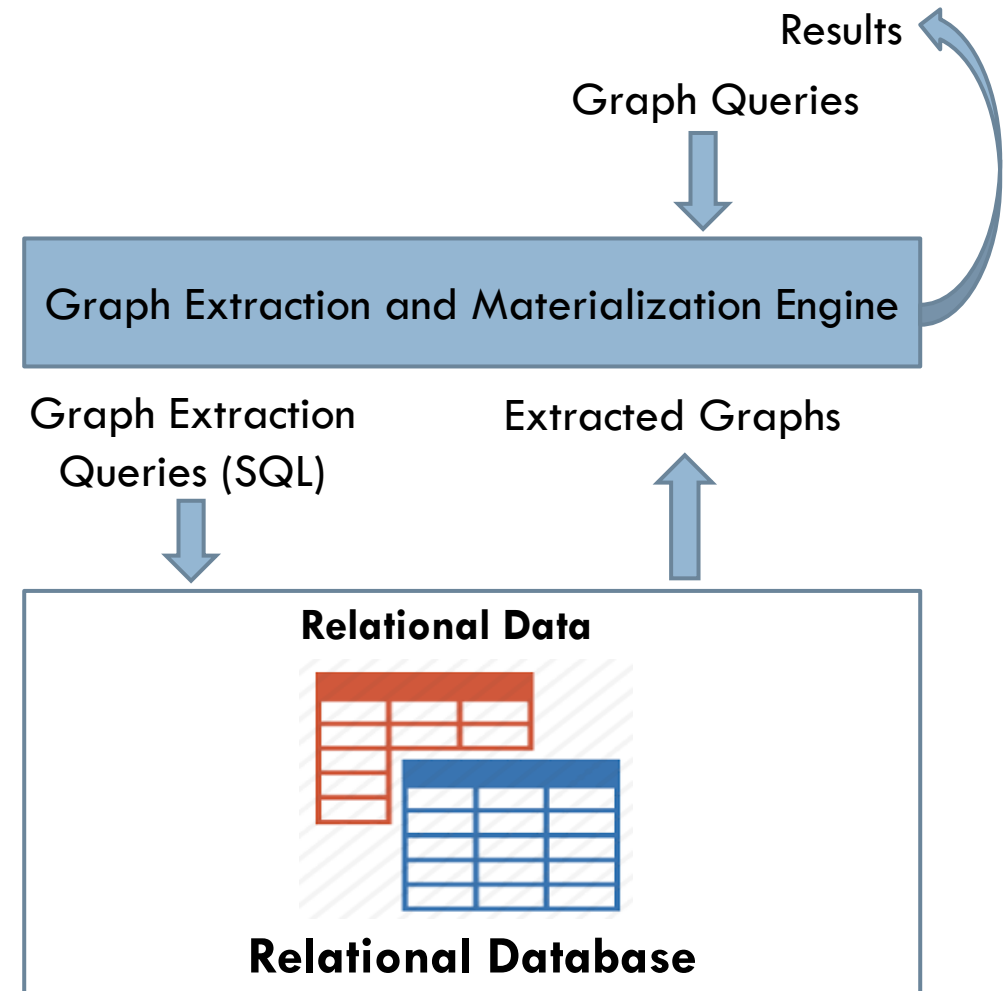 Results
Graph Queries
Graph Extraction and Materialization Engine
Graph Extraction
Queries (SQL)
Extracted Graphs
Relational Data
Relational Database